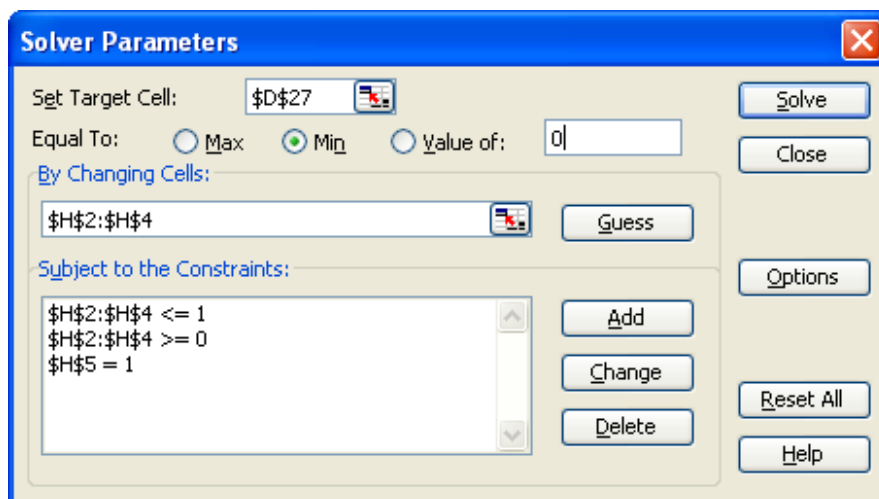 Solver Parameters
Set Target Cell: $D$27 Solve
Equal To: Max Min Value of: 0 Close
By Changing Cells:
$H$2:$H$4 Guess
Subject to the Constraints: Options
$H$2:$H$4 <= 1 Add
$H$2:$H$4 >= 0
$H$5 = 1 Change
Reset All
Delete
Help